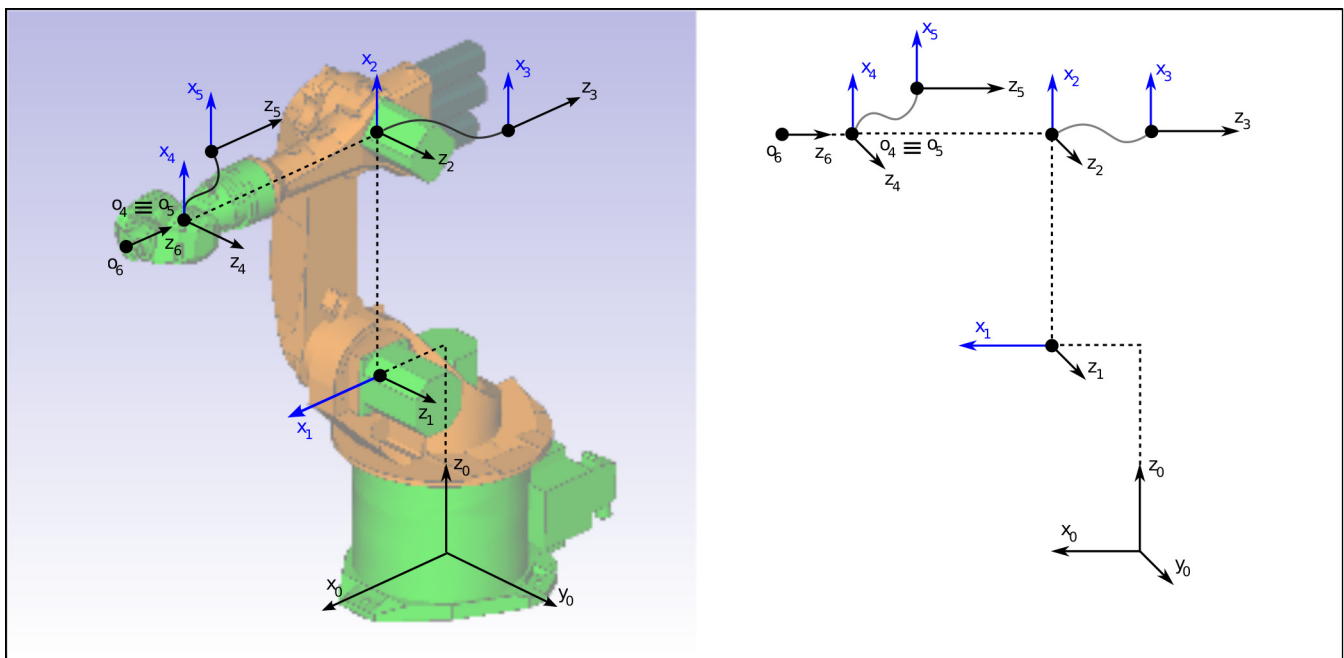 x₂
x₃
z₃
x₅
z₅
z₂
x₄
o₄ ≡ o₅
z₆
o₆
z₄
x₁
z₁
z₀
x₀
y₀
x₅
x₄
z₅
x₂
x₃
z₃
o₆
z₆
o₄ ≡ o₅
z₄
z₂
x₁
z₁
z₀
x₀
y₀